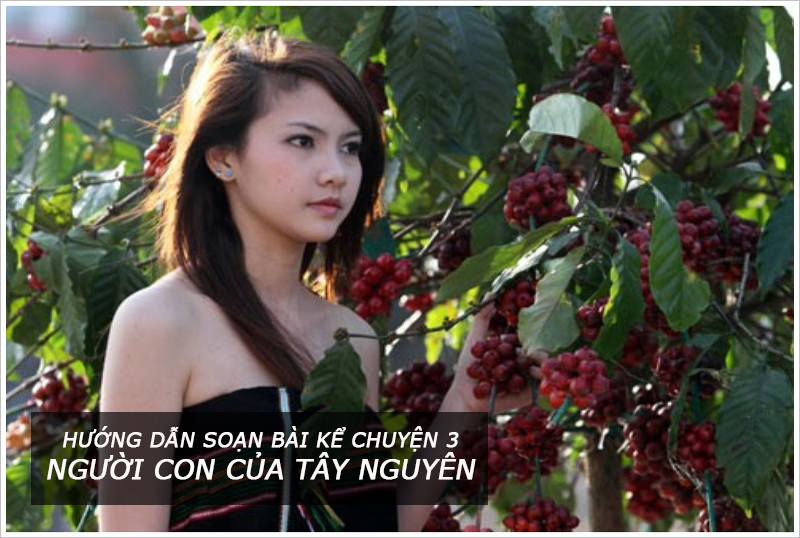 HƯỚNG DẪN SOẠN BÀI KỂ CHUYỆN 3
NGƯỜI CON CỦA TÂY NGUYÊN